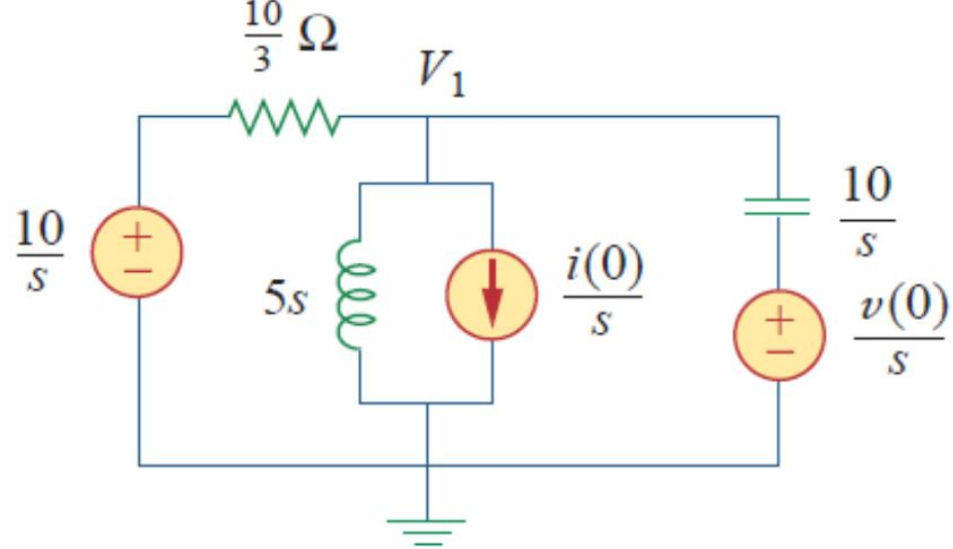 10/3 Ω
V₁
10/s
+
−
5s
i(0)/s
10/s
+
−
v(0)/s